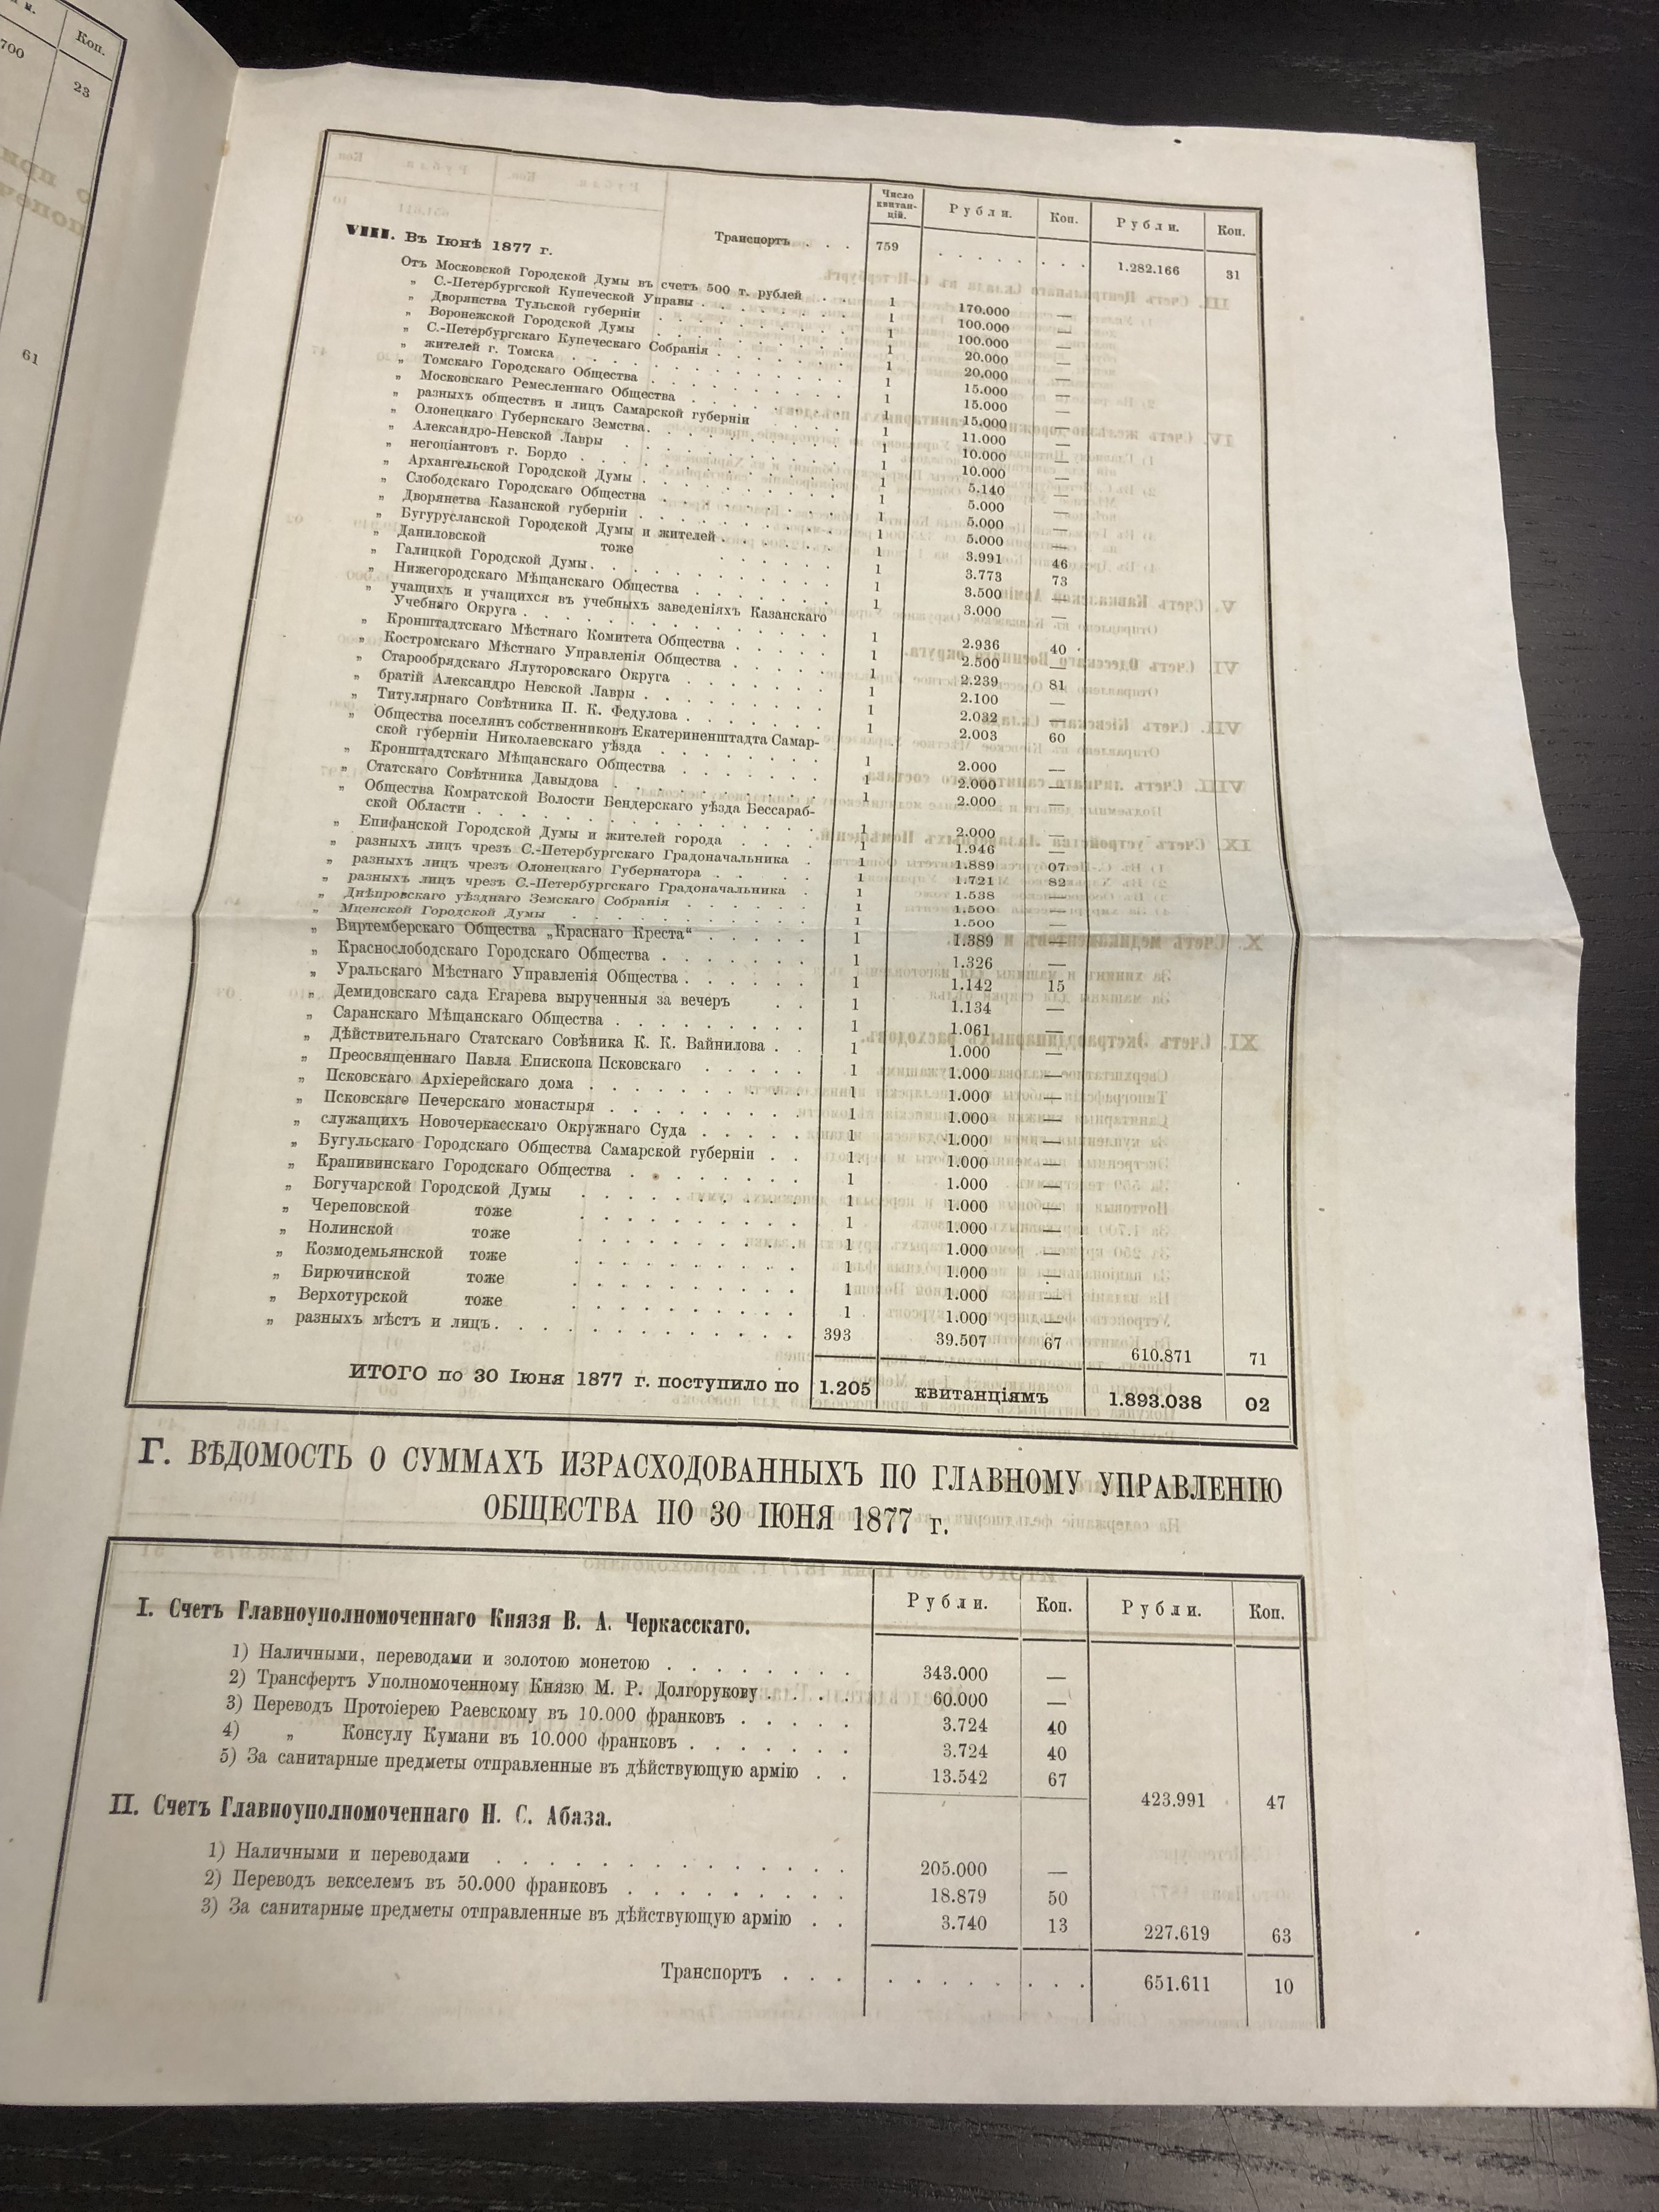 и.
Коп.
700
23
61
Число квитан-цій.
Рубли.
Коп.
Рубли.
Коп.
Транспортъ . . . 759 . . . . . . . . . 1.282.166 31
VIII. Въ Іюнѣ 1877 г.
Отъ Московской Городской Думы въ счетъ 500 т. рублей . . 1 170.000 —
„ С.-Петербургской Купеческой Управы . . . . . . . 1 100.000 —
„ Дворянства Тульской губерніи . . . . . . . . . 1 100.000 —
„ Воронежской Городской Думы . . . . . . . . . 1 20.000 —
„ С.-Петербургскаго Купеческаго Собранія . . . . . . 1 20.000 —
„ жителей г. Томска . . . . . . . . . . . . 1 15.000 —
„ Томскаго Городскаго Общества . . . . . . . . . 1 15.000 —
„ Московскаго Ремесленнаго Общества . . . . . . . . 1 15.000 —
„ разныхъ обществъ и лицъ Самарской губерніи . . . . 1 11.000 —
„ Олонецкаго Губернскаго Земства . . . . . . . . . 1 10.000 —
„ Александро-Невской Лавры . . . . . . . . . . 1 10.000 —
„ негоціантовъ г. Бордо . . . . . . . . . . . 1 5.140 —
„ Архангельской Городской Думы . . . . . . . . . 1 5.000 —
„ Слободскаго Городскаго Общества . . . . . . . . 1 5.000 —
„ Дворянства Казанской губерніи . . . . . . . . . 1 5.000 —
„ Бугурусланской Городской Думы и жителей . . . . . . 1 3.991 46
„ Даниловской тоже . . . . . . 1 3.773 73
„ Галицкой Городской Думы . . . . . . . . . . . 1 3.500 —
„ Нижегородскаго Мѣщанскаго Общества . . . . . . . 1 3.000 —
„ учащихъ и учащихся въ учебныхъ заведеніяхъ Казанскаго
Учебнаго Округа . . . . . . . . . . . . . 1 2.936 40
„ Кронштадтскаго Мѣстнаго Комитета Общества . . . . . 1 2.500 —
„ Костромскаго Мѣстнаго Управленія Общества . . . . . 1 2.239 81
„ Старообрядскаго Ялуторовскаго Округа . . . . . . . 1 2.100 —
„ братій Александро Невской Лавры . . . . . . . . 1 2.032 —
„ Титулярнаго Совѣтника П. К. Федулова . . . . . . . 1 2.003 60
„ Общества поселянъ собственниковъ Екатериненштадта Самар-
ской губерніи Николаевскаго уѣзда . . . . . . . 1 2.000 —
„ Кронштадтскаго Мѣщанскаго Общества . . . . . . . 1 2.000 —
„ Статскаго Совѣтника Давыдова . . . . . . . . . 1 2.000 —
„ Общества Комратской Волости Бендерскаго уѣзда Бессараб-
ской Области . . . . . . . . . . . . . . 1 2.000 —
„ Епифанской Городской Думы и жителей города . . . . 1 1.946 —
„ разныхъ лицъ чрезъ С.-Петербургскаго Градоначальника . 1 1.889 07
„ разныхъ лицъ чрезъ Олонецкаго Губернатора . . . . . 1 1.721 82
„ разныхъ лицъ чрезъ С.-Петербургскаго Градоначальника . 1 1.538 —
„ Днѣпровскаго уѣзднаго Земскаго Собранія . . . . . . 1 1.500 —
„ Мценской Городской Думы . . . . . . . . . . 1 1.500 —
„ Виртемберскаго Общества „Краснаго Креста“ . . . . . 1 1.389 —
„ Краснослободскаго Городскаго Общества . . . . . . . 1 1.326 —
„ Уральскаго Мѣстнаго Управленія Общества . . . . . . 1 1.142 15
„ Демидовскаго сада Егарева вырученныя за вечеръ . . 1 1.134 —
„ Саранскаго Мѣщанскаго Общества . . . . . . . . . 1 1.061 —
„ Дѣйствительнаго Статскаго Совѣника К. К. Вайнилова . . 1 1.000 —
„ Преосвященнаго Павла Епископа Псковскаго . . . . . 1 1.000 —
„ Псковскаго Архіерейскаго дома . . . . . . . . . . 1 1.000 —
„ Псковскаго Печерскаго монастыря . . . . . . . . . 1 1.000 —
„ служащихъ Новочеркасскаго Окружнаго Суда . . . . . 1 1.000 —
„ Бугульскаго Городскаго Общества Самарской губерніи . . 1 1.000 —
„ Крапивинскаго Городскаго Общества . . . . . . . . 1 1.000 —
„ Богучарской Городской Думы . . . . . . . . . . 1 1.000 —
„ Череповской тоже . . . . . . . . . . 1 1.000 —
„ Нолинской тоже . . . . . . . . . . 1 1.000 —
„ Козмодемьянской тоже . . . . . . . . . . 1 1.000 —
„ Бирючинской тоже . . . . . . . . . . 1 1.000 —
„ Верхотурской тоже . . . . . . . . . . 1 1.000 —
„ разныхъ мѣстъ и лицъ . . . . . . . . . . . . . 393 39.507 67 610.871 71
ИТОГО по 30 Іюня 1877 г. поступило по 1.205 квитанціямъ 1.893.038 02
Г. ВѢДОМОСТЬ О СУММАХЪ ИЗРАСХОДОВАННЫХЪ ПО ГЛАВНОМУ УПРАВЛЕНІЮ
ОБЩЕСТВА ПО 30 ІЮНЯ 1877 г.
Рубли.
Коп.
Рубли.
Коп.
I. Счетъ Главноуполномоченнаго Князя В. А. Черкасскаго.
1) Наличными, переводами и золотою монетою . . . . . . . . 343.000 —
2) Трансфертъ Уполномоченному Князю М. Р. Долгорукову . . . . 60.000 —
3) Переводъ Протоіерею Раевскому въ 10.000 франковъ . . . . . 3.724 40
4) „ Консулу Кумани въ 10.000 франковъ . . . . . . . 3.724 40
5) За санитарные предметы отправленные въ дѣйствующую армію . . 13.542 67
423.991 47
II. Счетъ Главноуполномоченнаго Н. С. Абаза.
1) Наличными и переводами . . . . . . . . . . . . . . 205.000 —
2) Переводъ векселемъ въ 50.000 франковъ . . . . . . . . . 18.879 50
3) За санитарные предметы отправленные въ дѣйствующую армію . . 3.740 13 227.619 63
Транспортъ . . . . . . . . . . . . 651.611 10